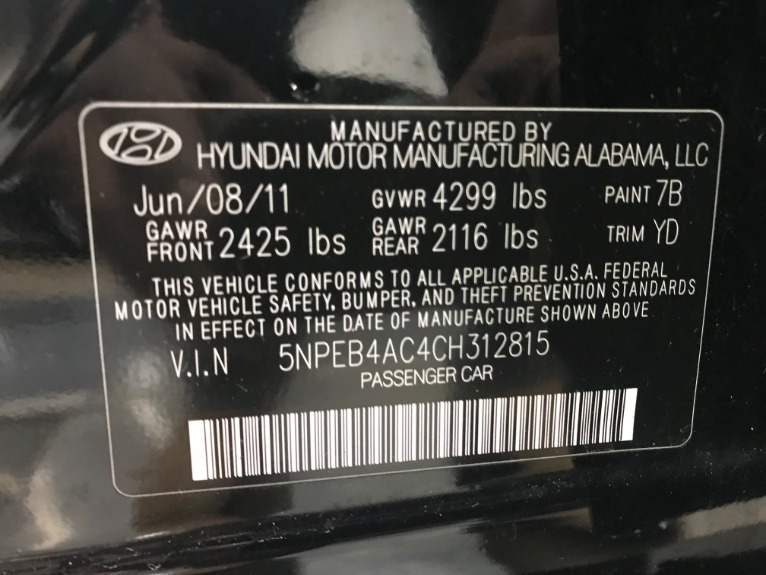 MANUFACTURED BY
HYUNDAI MOTOR MANUFACTURING ALABAMA, LLC
Jun/08/11 GVWR 4299 lbs PAINT 7B
GAWR FRONT 2425 lbs GAWR REAR 2116 lbs TRIM YD
THIS VEHICLE CONFORMS TO ALL APPLICABLE U.S.A. FEDERAL
MOTOR VEHICLE SAFETY, BUMPER, AND THEFT PREVENTION STANDARDS
IN EFFECT ON THE DATE OF MANUFACTURE SHOWN ABOVE
V.I.N 5NPEB4AC4CH312815
PASSENGER CAR